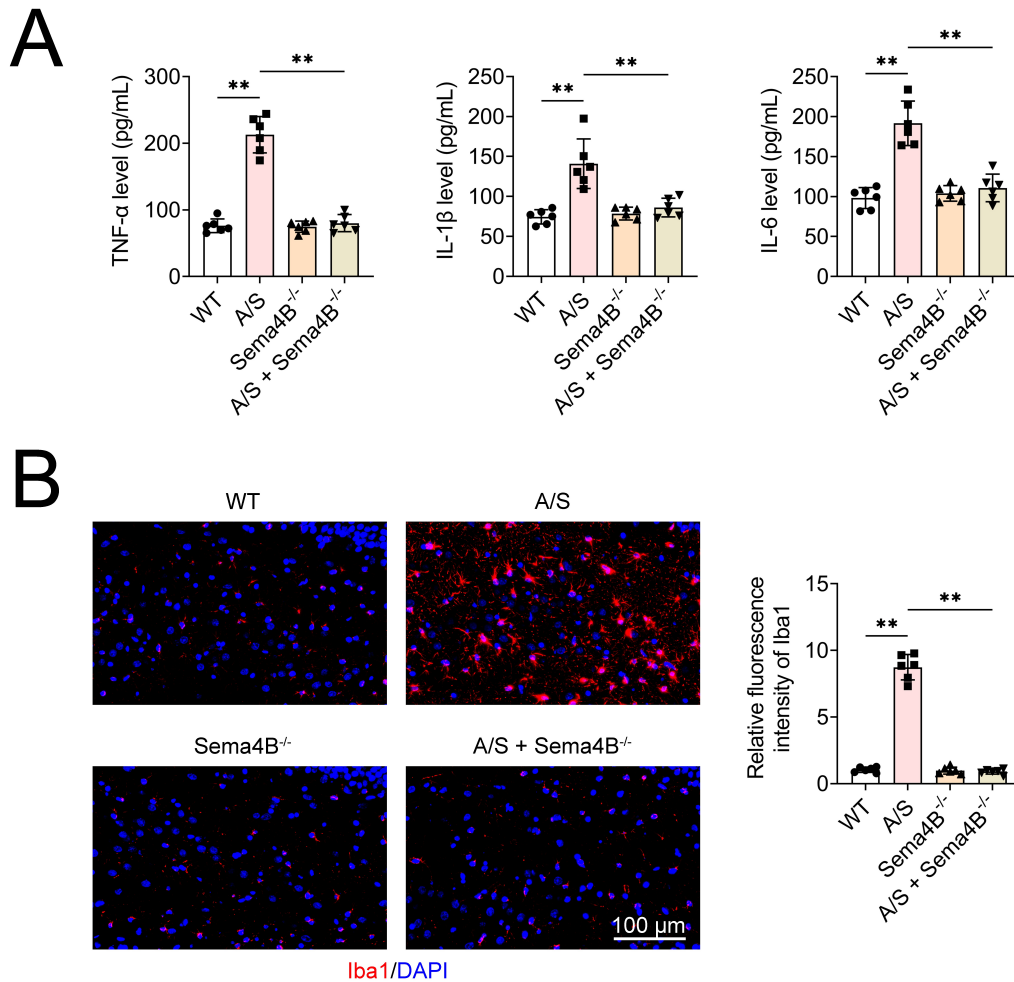 A
TNF-α level (pg/mL)
300
200
100
0
**
**
WT
A/S
Sema4B-/-
A/S + Sema4B-/-
IL-1β level (pg/mL)
250
200
150
100
50
0
**
**
WT
A/S
Sema4B-/-
A/S + Sema4B-/-
IL-6 level (pg/mL)
250
200
150
100
50
0
**
**
WT
A/S
Sema4B-/-
A/S + Sema4B-/-
B
WT
A/S
Sema4B-/-
A/S + Sema4B-/-
100 μm
Iba1/DAPI
Relative fluorescence
intensity of Iba1
15
10
5
0
**
**
WT
A/S
Sema4B-/-
A/S + Sema4B-/-